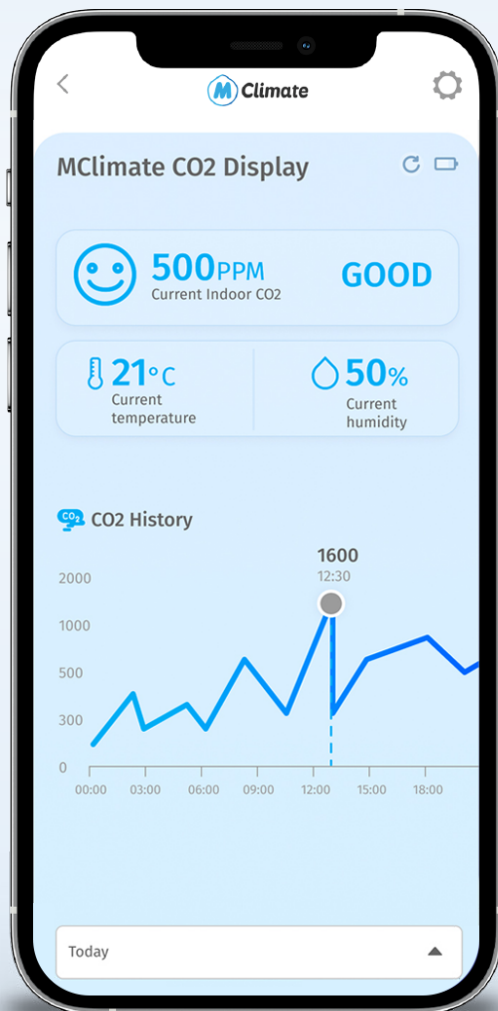 M Climate
MClimate CO2 Display
500PPM
Current Indoor CO2
GOOD
21°C
Current
temperature
50%
Current
humidity
CO2
CO2 History
1600
12:30
2000
1000
500
300
0
00:00 03:00 06:00 09:00 12:00 15:00 18:00
Today